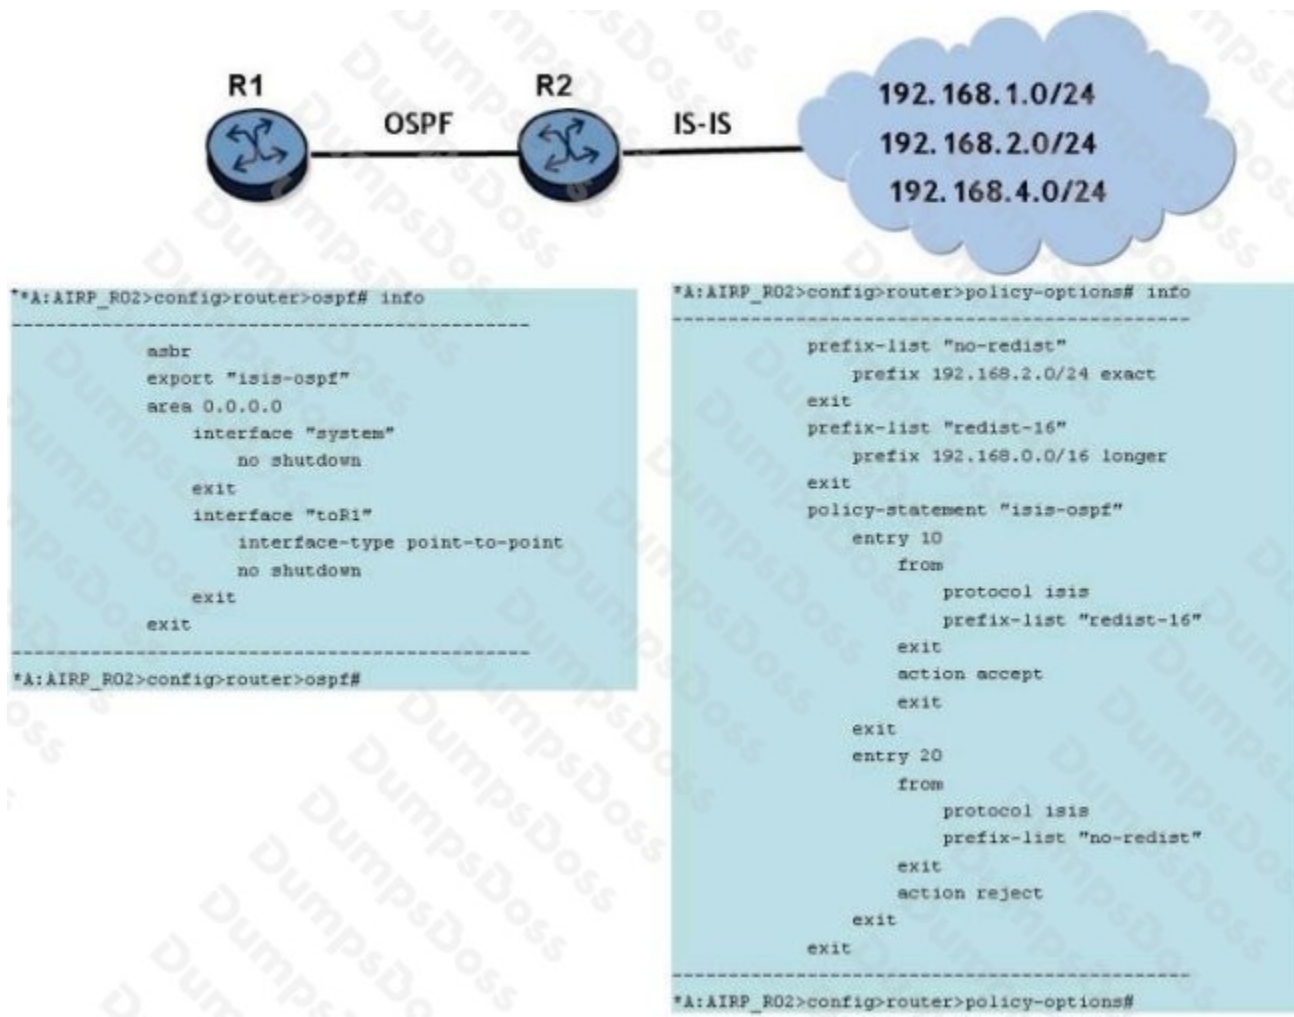 R1
R2
OSPF
IS-IS
192.168.1.0/24
192.168.2.0/24
192.168.4.0/24
*A:AIRP_R02>config>router>ospf# info
----------------------------------------------
asbr
export "isis-ospf"
area 0.0.0.0
interface "system"
no shutdown
exit
interface "toR1"
interface-type point-to-point
no shutdown
exit
exit
----------------------------------------------
*A:AIRP_R02>config>router>ospf#
*A:AIRP_R02>config>router>policy-options# info
----------------------------------------------
prefix-list "no-redist"
prefix 192.168.2.0/24 exact
exit
prefix-list "redist-16"
prefix 192.168.0.0/16 longer
exit
policy-statement "isis-ospf"
entry 10
from
protocol isis
prefix-list "redist-16"
exit
action accept
exit
exit
entry 20
from
protocol isis
prefix-list "no-redist"
exit
action reject
exit
exit
----------------------------------------------
*A:AIRP_R02>config>router>policy-options#
DumpsDoss